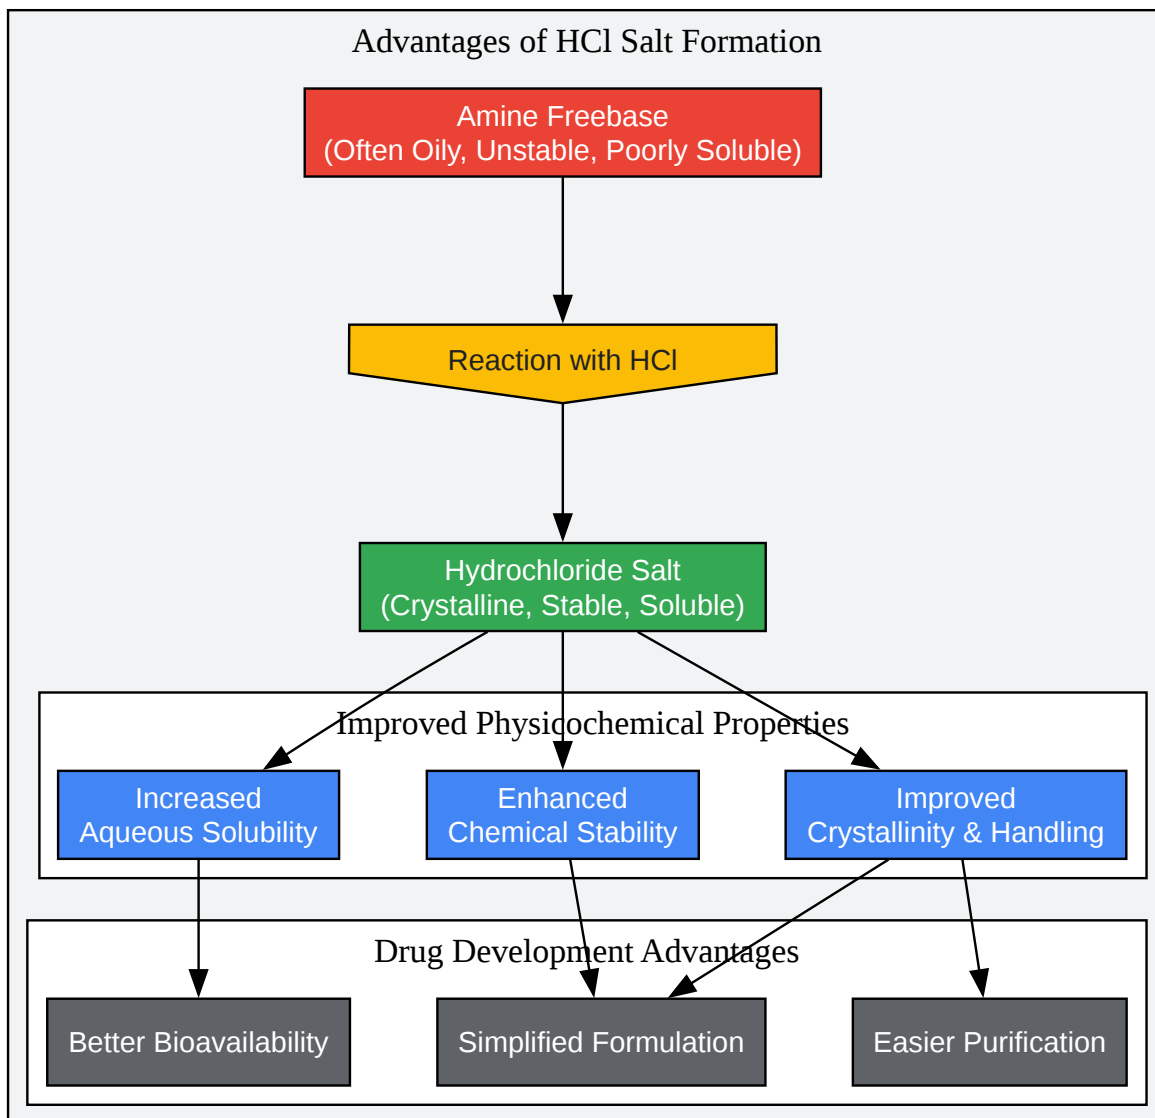 Advantages of HCl Salt Formation
Amine Freebase
(Often Oily, Unstable, Poorly Soluble)
Reaction with HCl
Hydrochloride Salt
(Crystalline, Stable, Soluble)
Improved Physicochemical Properties
Increased
Aqueous Solubility
Enhanced
Chemical Stability
Improved
Crystallinity & Handling
Drug Development Advantages
Better Bioavailability
Simplified Formulation
Easier Purification